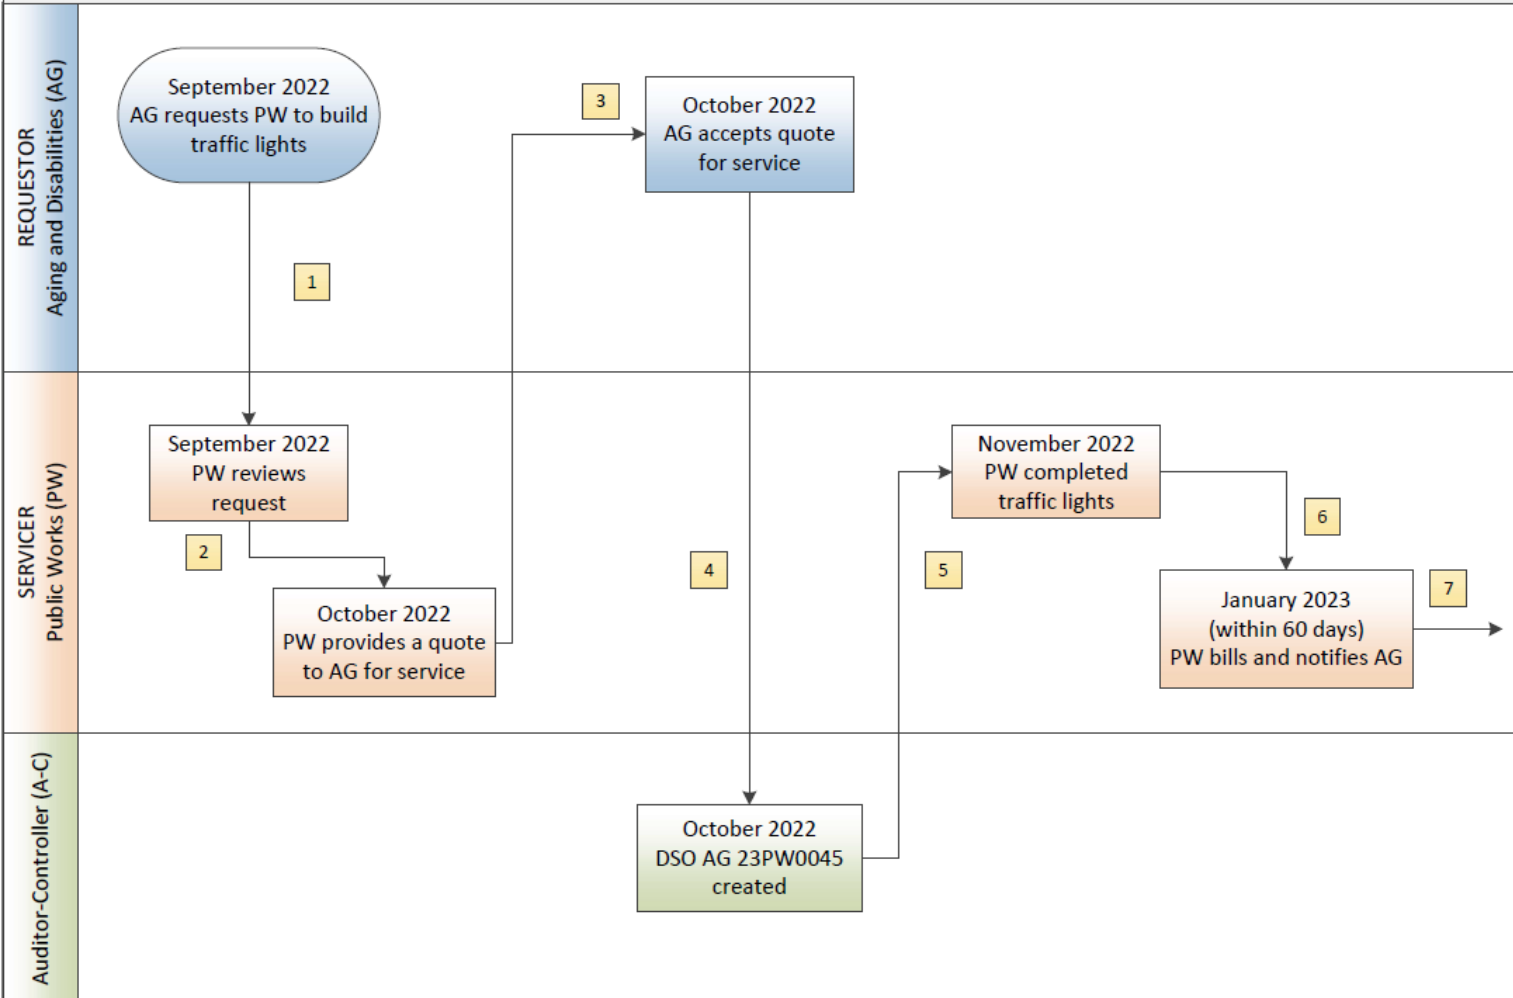 REQUESTOR
Aging and Disabilities (AG)
September 2022
AG requests PW to build
traffic lights
1
3
October 2022
AG accepts quote
for service
SERVICER
Public Works (PW)
September 2022
PW reviews
request
2
October 2022
PW provides a quote
to AG for service
4
5
November 2022
PW completed
traffic lights
6
January 2023
(within 60 days)
PW bills and notifies AG
7
Auditor-Controller (A-C)
October 2022
DSO AG 23PW0045
created